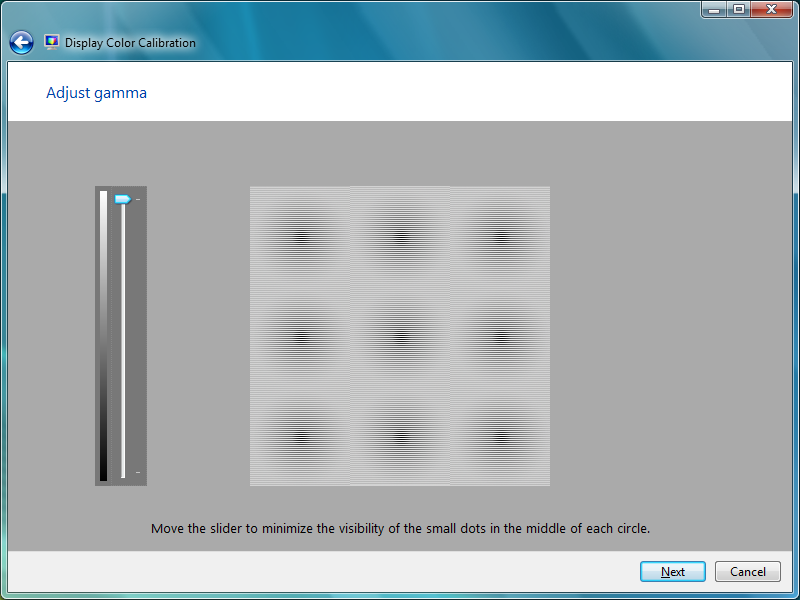 Display Color Calibration
Adjust gamma
Move the slider to minimize the visibility of the small dots in the middle of each circle.
Next
Cancel